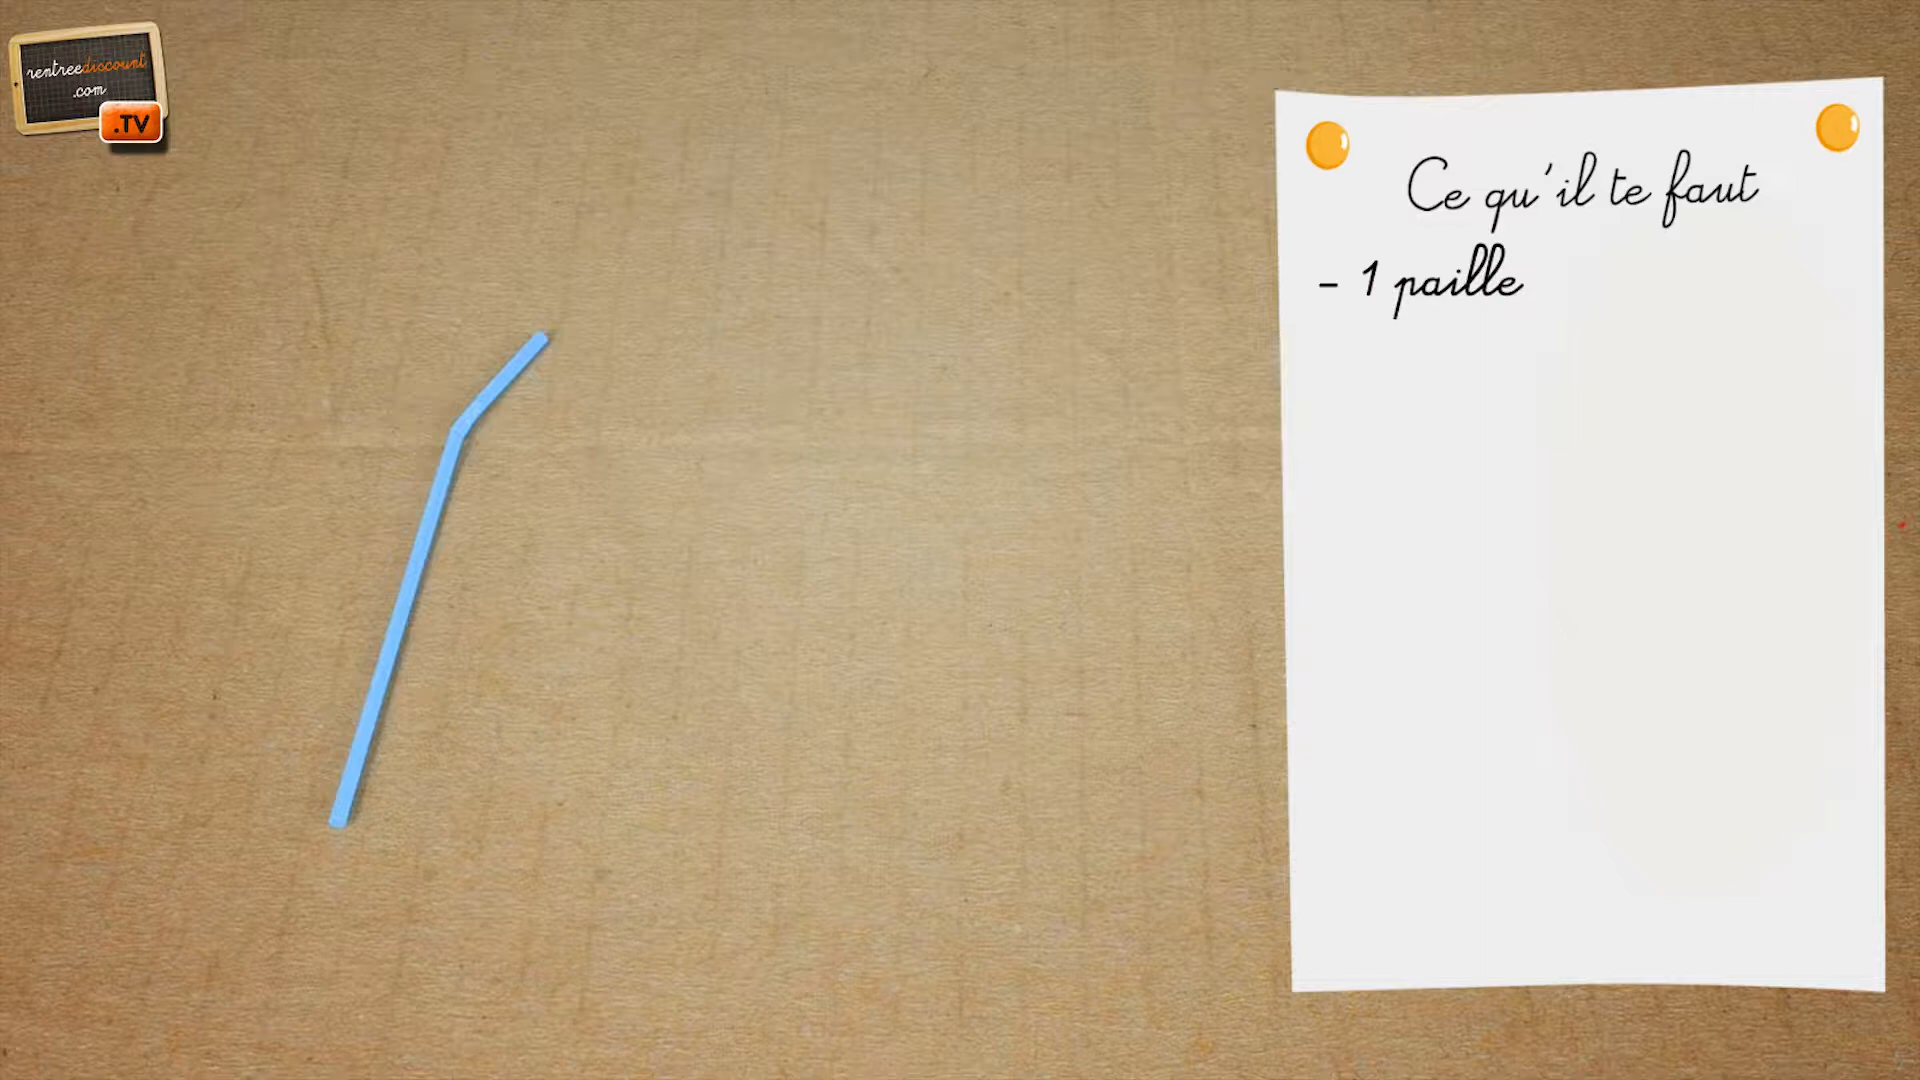 rentreediscount
.com
.TV
Ce qu'il te faut
- 1 paille